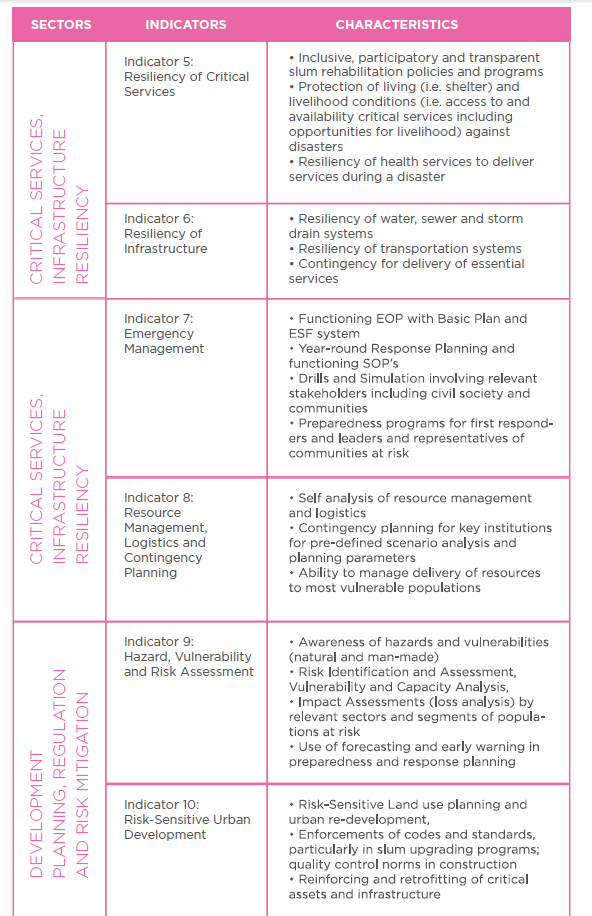 SECTORS
INDICATORS
CHARACTERISTICS
CRITICAL SERVICES,
INFRASTRUCTURE
RESILIENCY
Indicator 5:
Resiliency of Critical
Services
• Inclusive, participatory and transparent
slum rehabilitation policies and programs
• Protection of living (i.e. shelter) and
livelihood conditions (i.e. access to and
availability critical services including
opportunities for livelihood) against
disasters
• Resiliency of health services to deliver
services during a disaster
Indicator 6:
Resiliency of
Infrastructure
• Resiliency of water, sewer and storm
drain systems
• Resiliency of transportation systems
• Contingency for delivery of essential
services
CRITICAL SERVICES,
INFRASTRUCTURE
RESILIENCY
Indicator 7:
Emergency
Management
• Functioning EOP with Basic Plan and
ESF system
• Year-round Response Planning and
functioning SOP's
• Drills and Simulation involving relevant
stakeholders including civil society and
communities
• Preparedness programs for first respond-
ers and leaders and representatives of
communities at risk
Indicator 8:
Resource
Management,
Logistics and
Contingency
Planning
• Self analysis of resource management
and logistics
• Contingency planning for key institutions
for pre-defined scenario analysis and
planning parameters
• Ability to manage delivery of resources
to most vulnerable populations
DEVELOPMENT
PLANNING, REGULATION
AND RISK MITIGATION
Indicator 9:
Hazard, Vulnerability
and Risk Assessment
• Awareness of hazards and vulnerabilities
(natural and man-made)
• Risk Identification and Assessment,
Vulnerability and Capacity Analysis,
• Impact Assessments (loss analysis) by
relevant sectors and segments of popula-
tions at risk
• Use of forecasting and early warning in
preparedness and response planning
Indicator 10:
Risk-Sensitive Urban
Development
• Risk-Sensitive Land use planning and
urban re-development,
• Enforcements of codes and standards,
particularly in slum upgrading programs;
quality control norms in construction
• Reinforcing and retrofitting of critical
assets and infrastructure